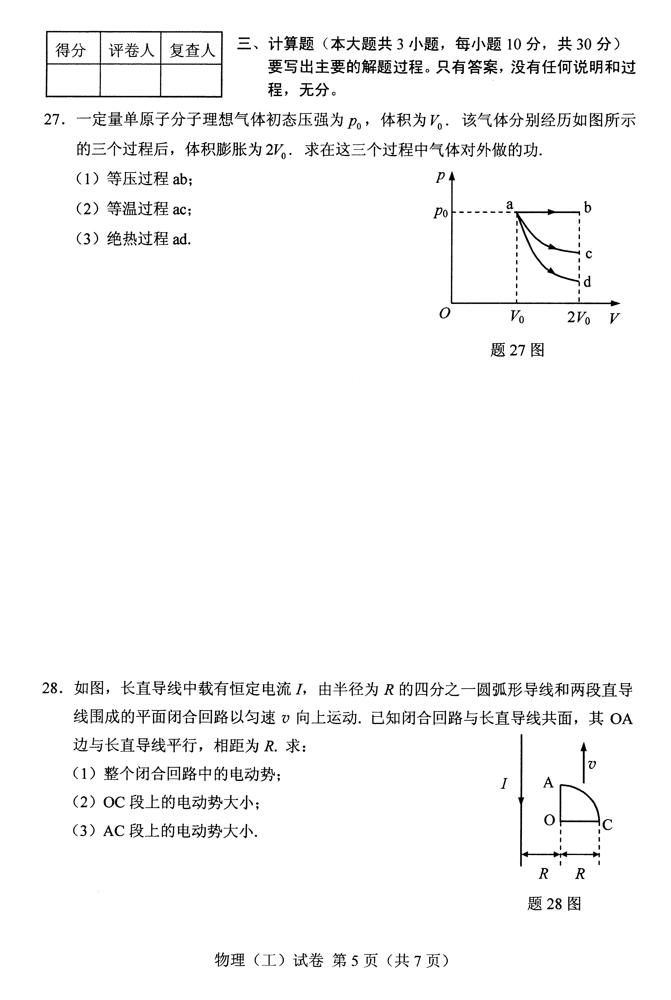 得分 评卷人 复查人
三、计算题（本大题共 3 小题，每小题 10 分，共 30 分）
要写出主要的解题过程。只有答案，没有任何说明和过
程，无分。
27. 一定量单原子分子理想气体初态压强为 p₀，体积为 V₀. 该气体分别经历如图所示
的三个过程后，体积膨胀为 2V₀. 求在这三个过程中气体对外做的功.
（1）等压过程 ab;
（2）等温过程 ac;
（3）绝热过程 ad.
p
p₀
a
b
c
d
O
V₀
2V₀
V
题 27 图
28. 如图，长直导线中载有恒定电流 I，由半径为 R 的四分之一圆弧形导线和两段直导
线围成的平面闭合回路以匀速 v 向上运动. 已知闭合回路与长直导线共面，其 OA
边与长直导线平行，相距为 R. 求：
（1）整个闭合回路中的电动势;
（2）OC 段上的电动势大小;
（3）AC 段上的电动势大小.
v
I
A
O
C
R
R
题 28 图
物理（工）试卷 第 5 页（共 7 页）